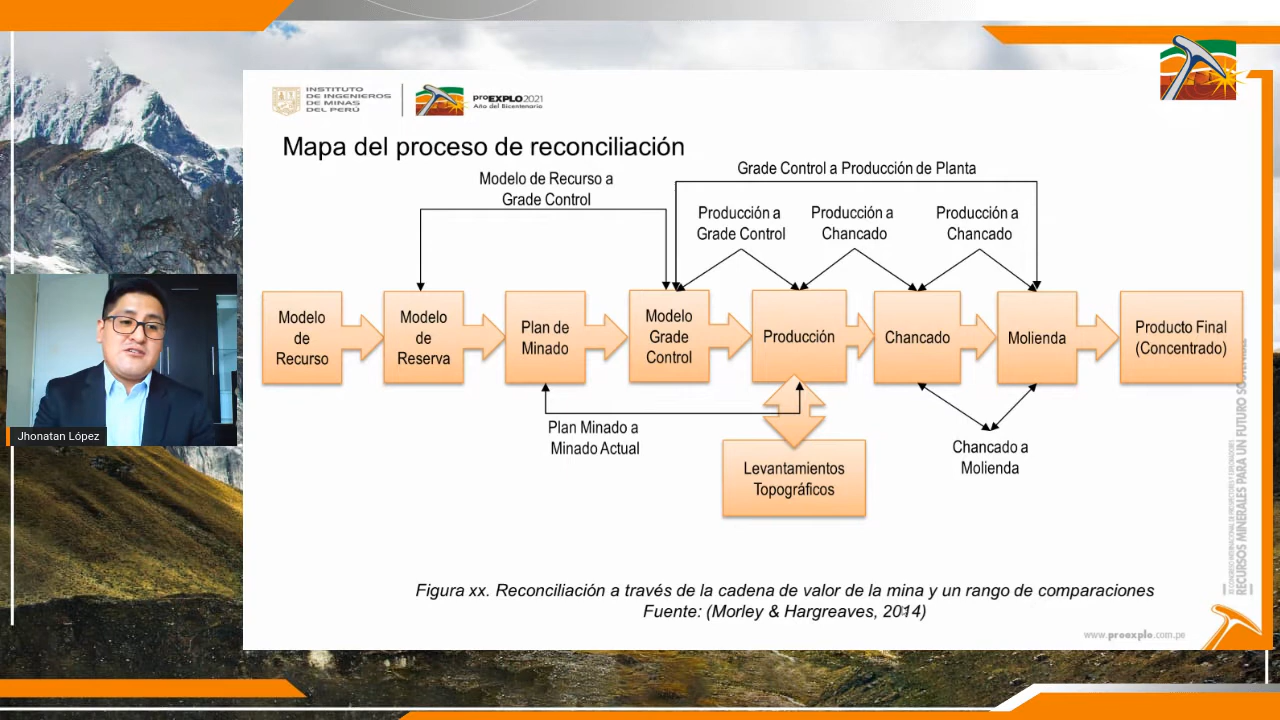 INSTITUTO
DE INGENIEROS
DE MINAS
DEL PERÚ
proEXPLO2021
Año del Bicentenario
Mapa del proceso de reconciliación
Modelo de Recurso a
Grade Control
Grade Control a Producción de Planta
Producción a
Grade Control
Producción a
Chancado
Producción a
Chancado
Modelo
de
Recurso
Modelo
de
Reserva
Plan de
Minado
Modelo
Grade
Control
Producción
Chancado
Molienda
Producto Final
(Concentrado)
Plan Minado a
Minado Actual
Levantamientos
Topográficos
Chancado a
Molienda
Jhonatan López
Figura xx. Reconciliación a través de la cadena de valor de la mina y un rango de comparaciones
Fuente: (Morley & Hargreaves, 2014)
RECURSOS MINERALES PARA UN FUTURO
www.proexplo.com.pe